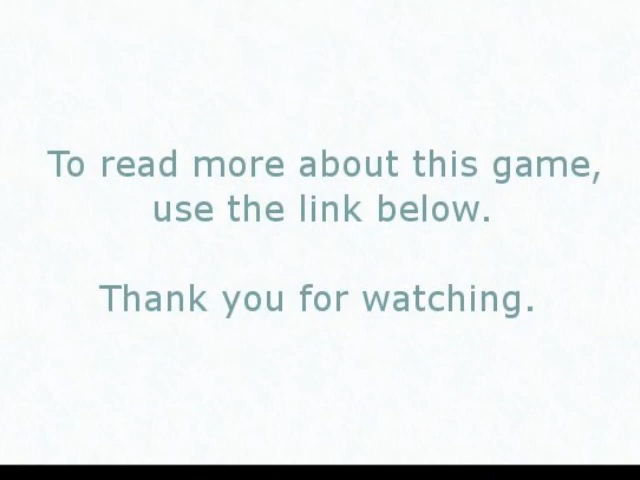 To read more about this game,
use the link below.
Thank you for watching.